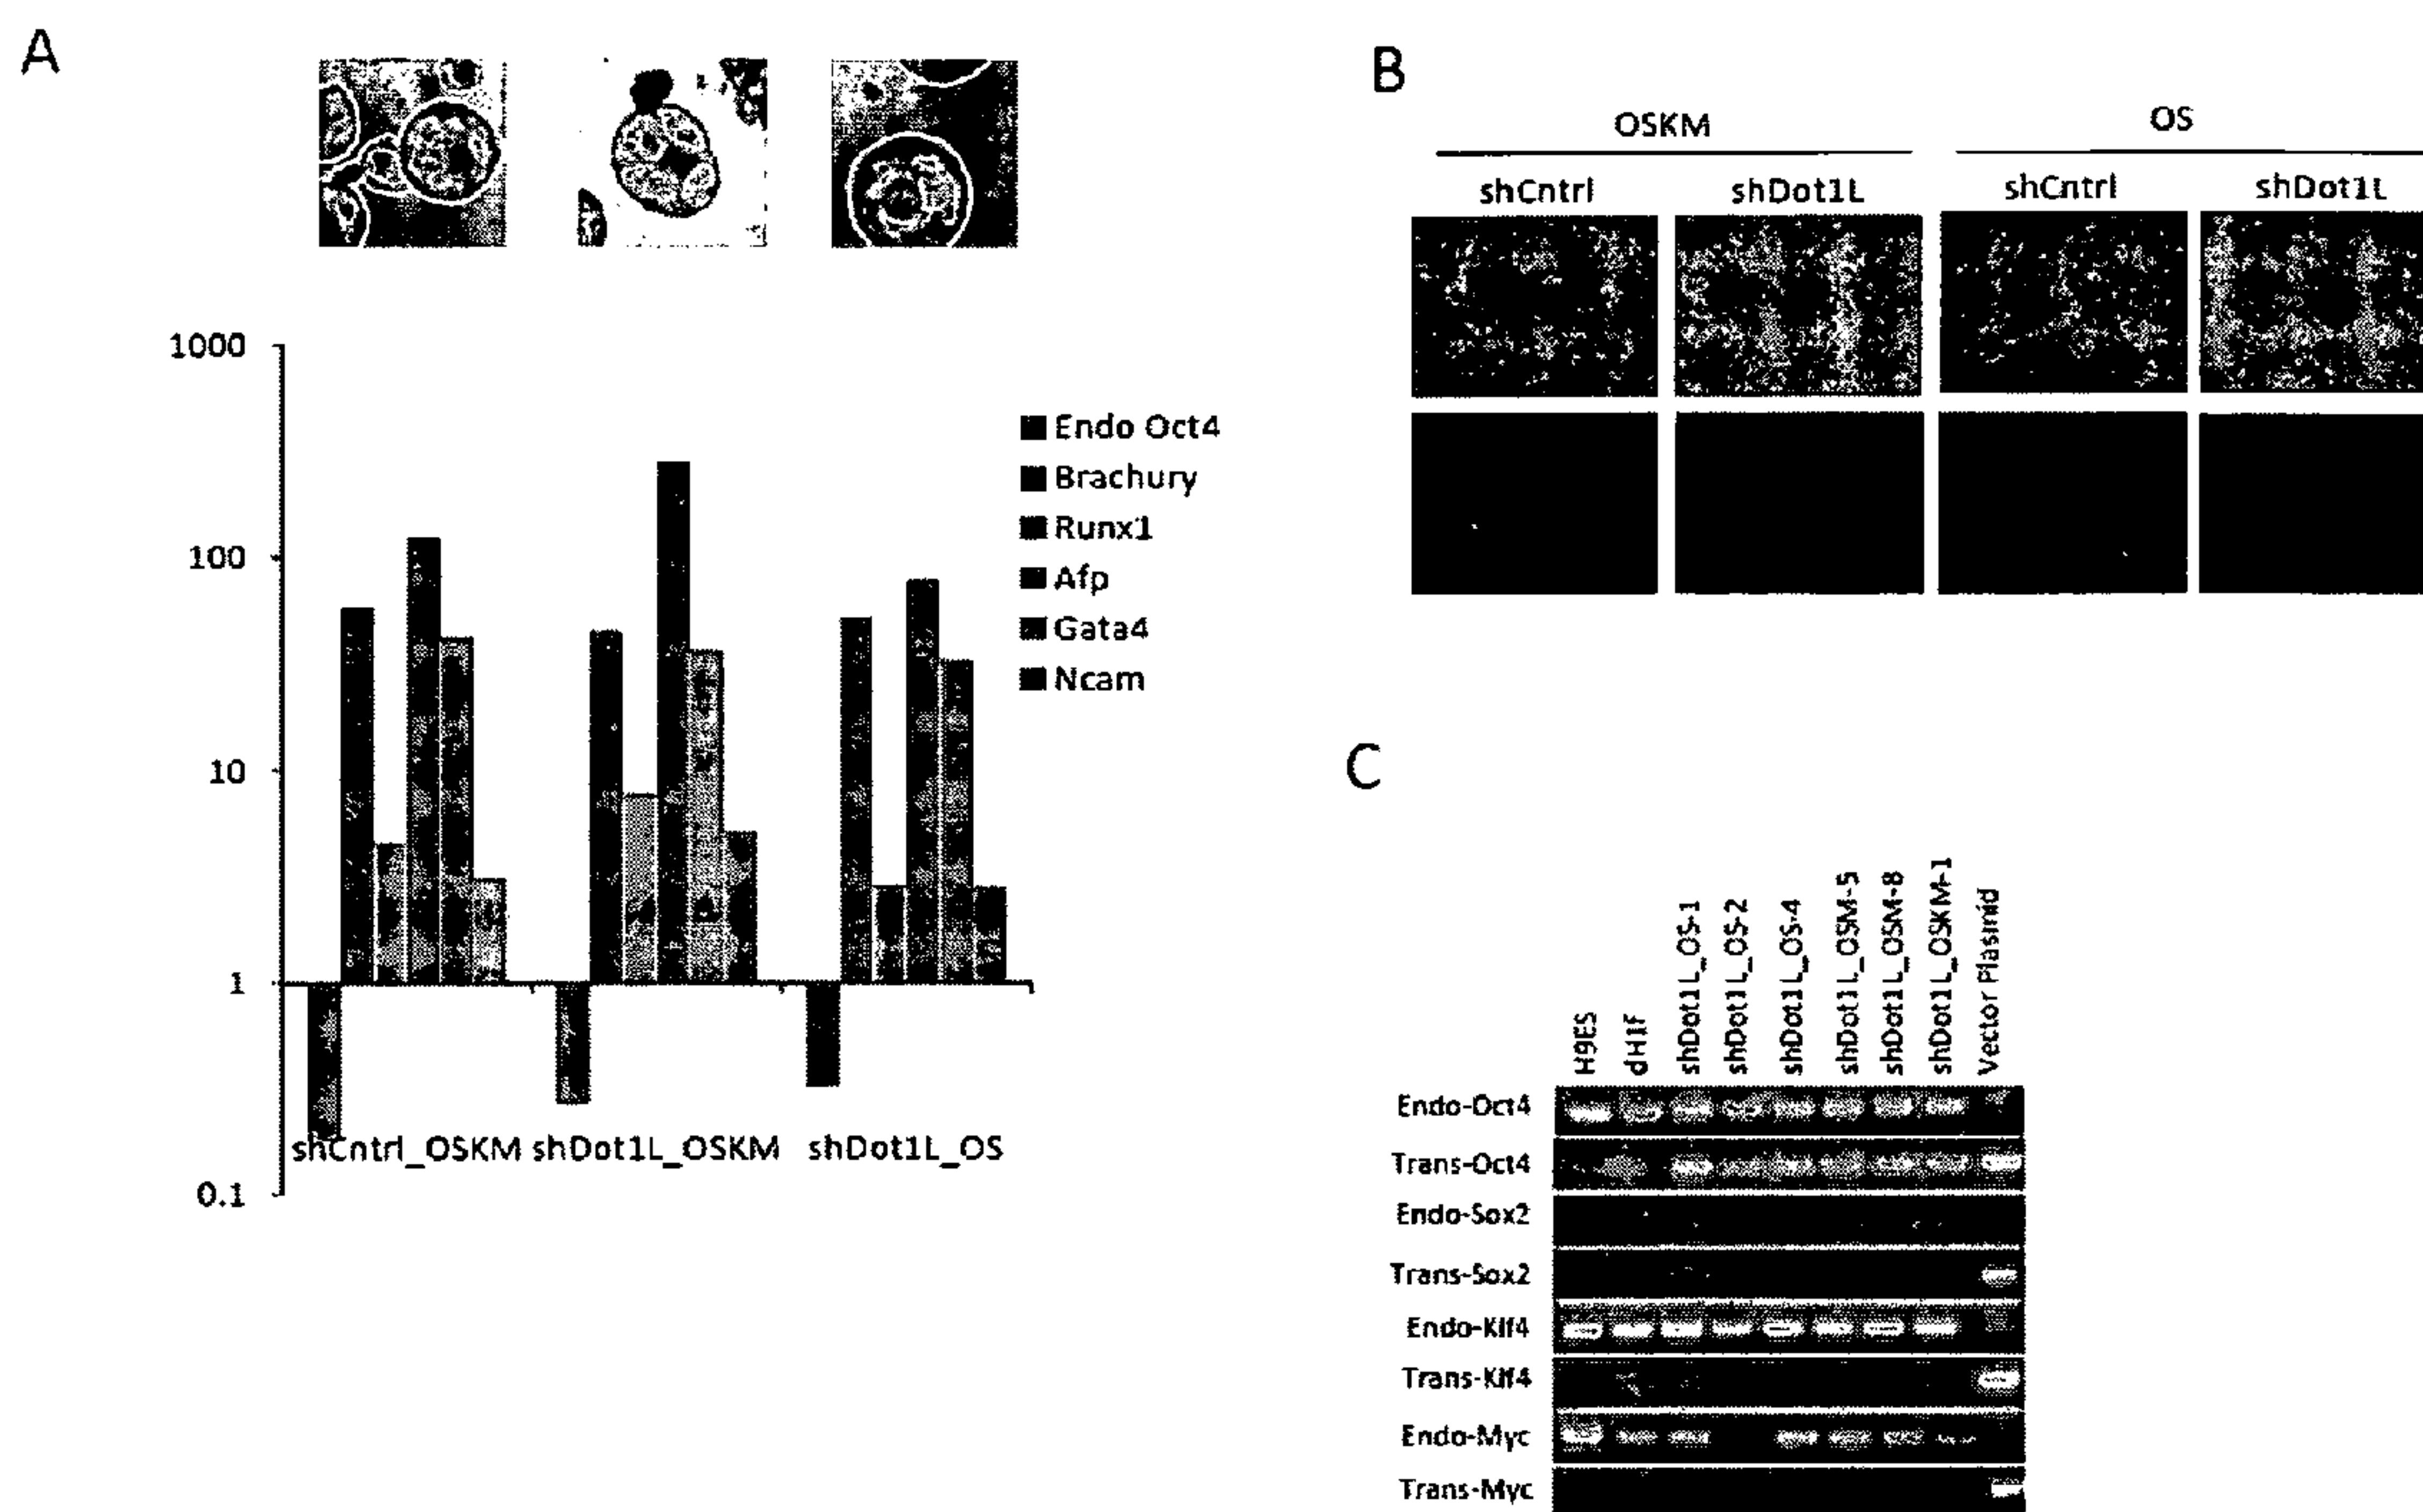 A
1000
100
10
1
0.1
Endo Oct4
Brachury
Runx1
Afp
Gata4
Ncam
shCntrl_OSKM shDot1L_OSKM shDot1L_OS
B
OSKM OS
shCntrl shDot1L shCntrl shDot1L
C
H9ES
dH1f
shDot1L_OS-1
shDot1L_OS-2
shDot1L_OS-4
shDot1L_OSM-5
shDot1L_OSM-8
shDot1L_OSKM-1
Vector Plasmid
Endo-Oct4
Trans-Oct4
Endo-Sox2
Trans-Sox2
Endo-Klf4
Trans-Klf4
Endo-Myc
Trans-Myc